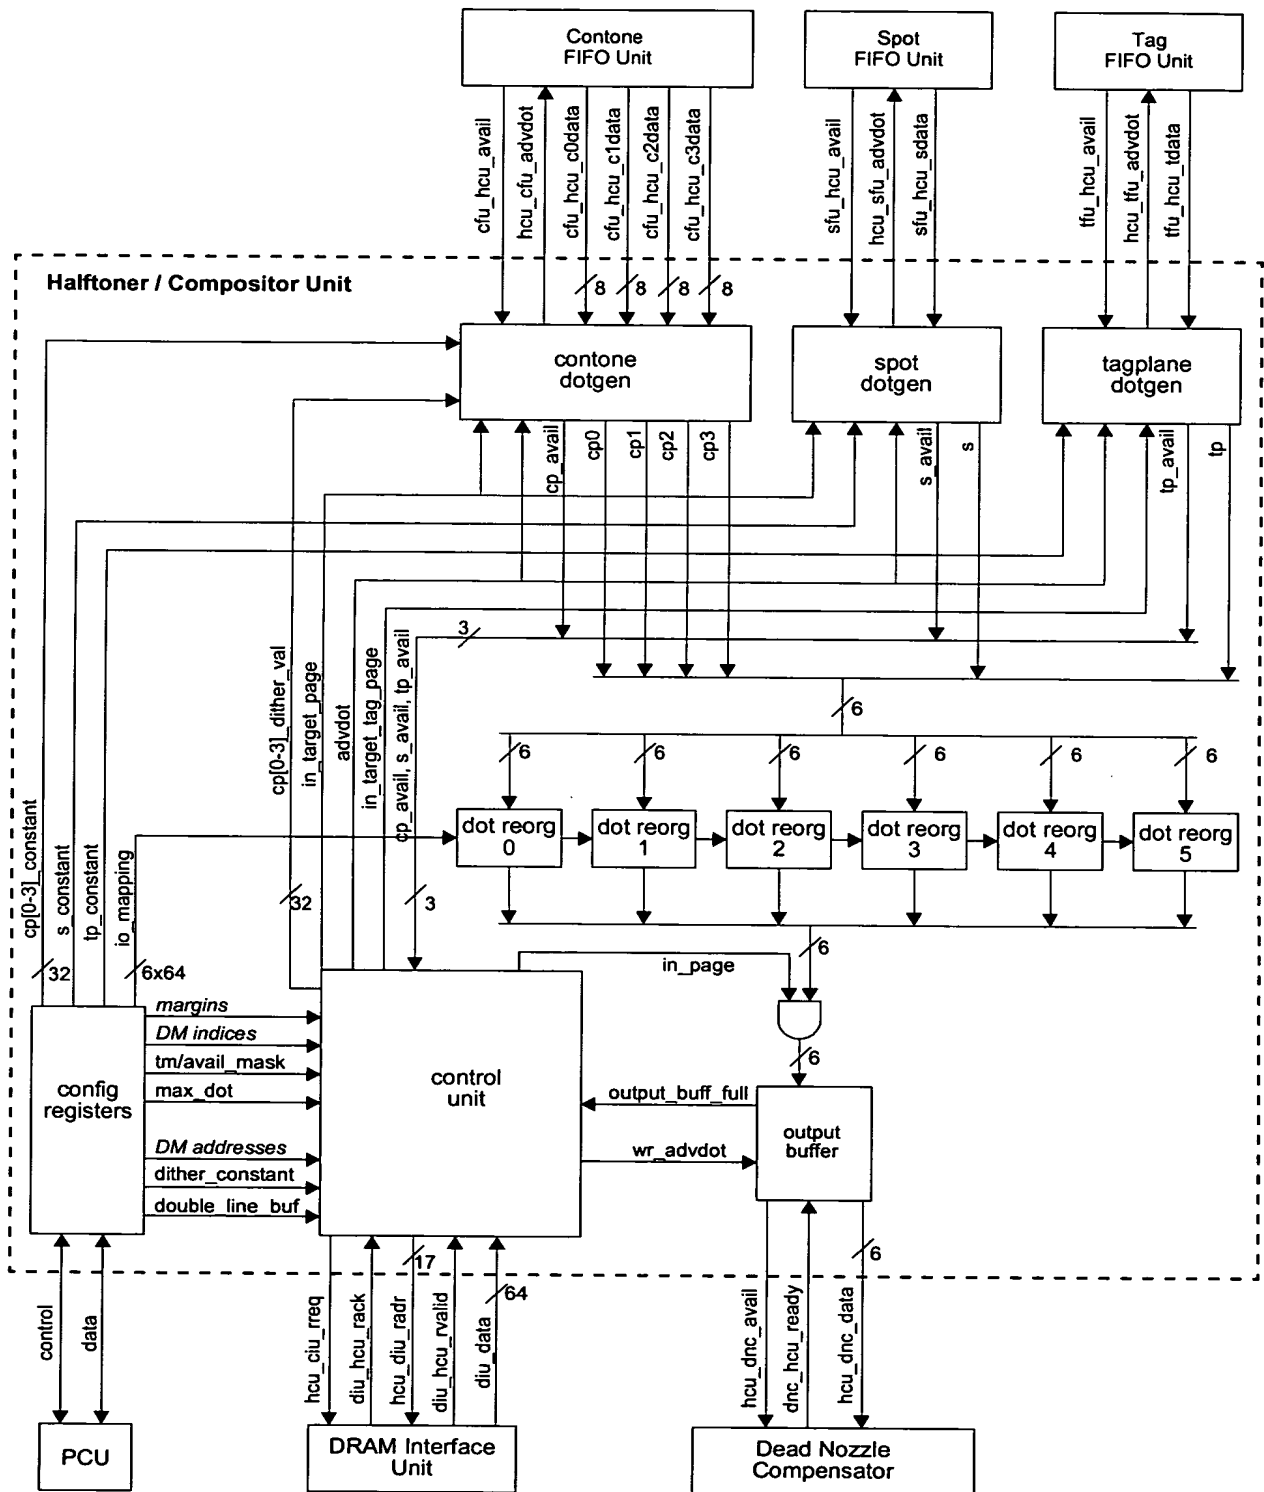 Contone
FIFO Unit
Spot
FIFO Unit
Tag
FIFO Unit
cfu_hcu_avail
hcu_cfu_advdot
cfu_hcu_c0data
cfu_hcu_c1data
cfu_hcu_c2data
cfu_hcu_c3data
sfu_hcu_avail
hcu_sfu_advdot
sfu_hcu_sdata
tfu_hcu_avail
hcu_tfu_advdot
tfu_hcu_tdata
Halftoner / Compositor Unit
8
8
8
8
contone
dotgen
spot
dotgen
tagplane
dotgen
cp_avail
cp0
cp1
cp2
cp3
s_avail
s
tp_avail
tp
3
cp[0-3]_dither_val
in_target_page
advdot
in_target_tag_page
cp_avail, s_avail, tp_avail
6
6
6
6
6
6
6
dot reorg
0
dot reorg
1
dot reorg
2
dot reorg
3
dot reorg
4
dot reorg
5
cp[0-3]_constant
s_constant
tp_constant
io_mapping
32
3
32
6x64
6
in_page
6
config
registers
margins
DM indices
tm/avail_mask
max_dot
DM addresses
dither_constant
double_line_buf
control
unit
output_buff_full
wr_advdot
output
buffer
17
64
6
control
data
hcu_ciu_rreq
diu_hcu_rack
hcu_diu_radr
diu_hcu_rvalid
diu_data
hcu_dnc_avail
dnc_hcu_ready
hcu_dnc_data
PCU
DRAM Interface
Unit
Dead Nozzle
Compensator